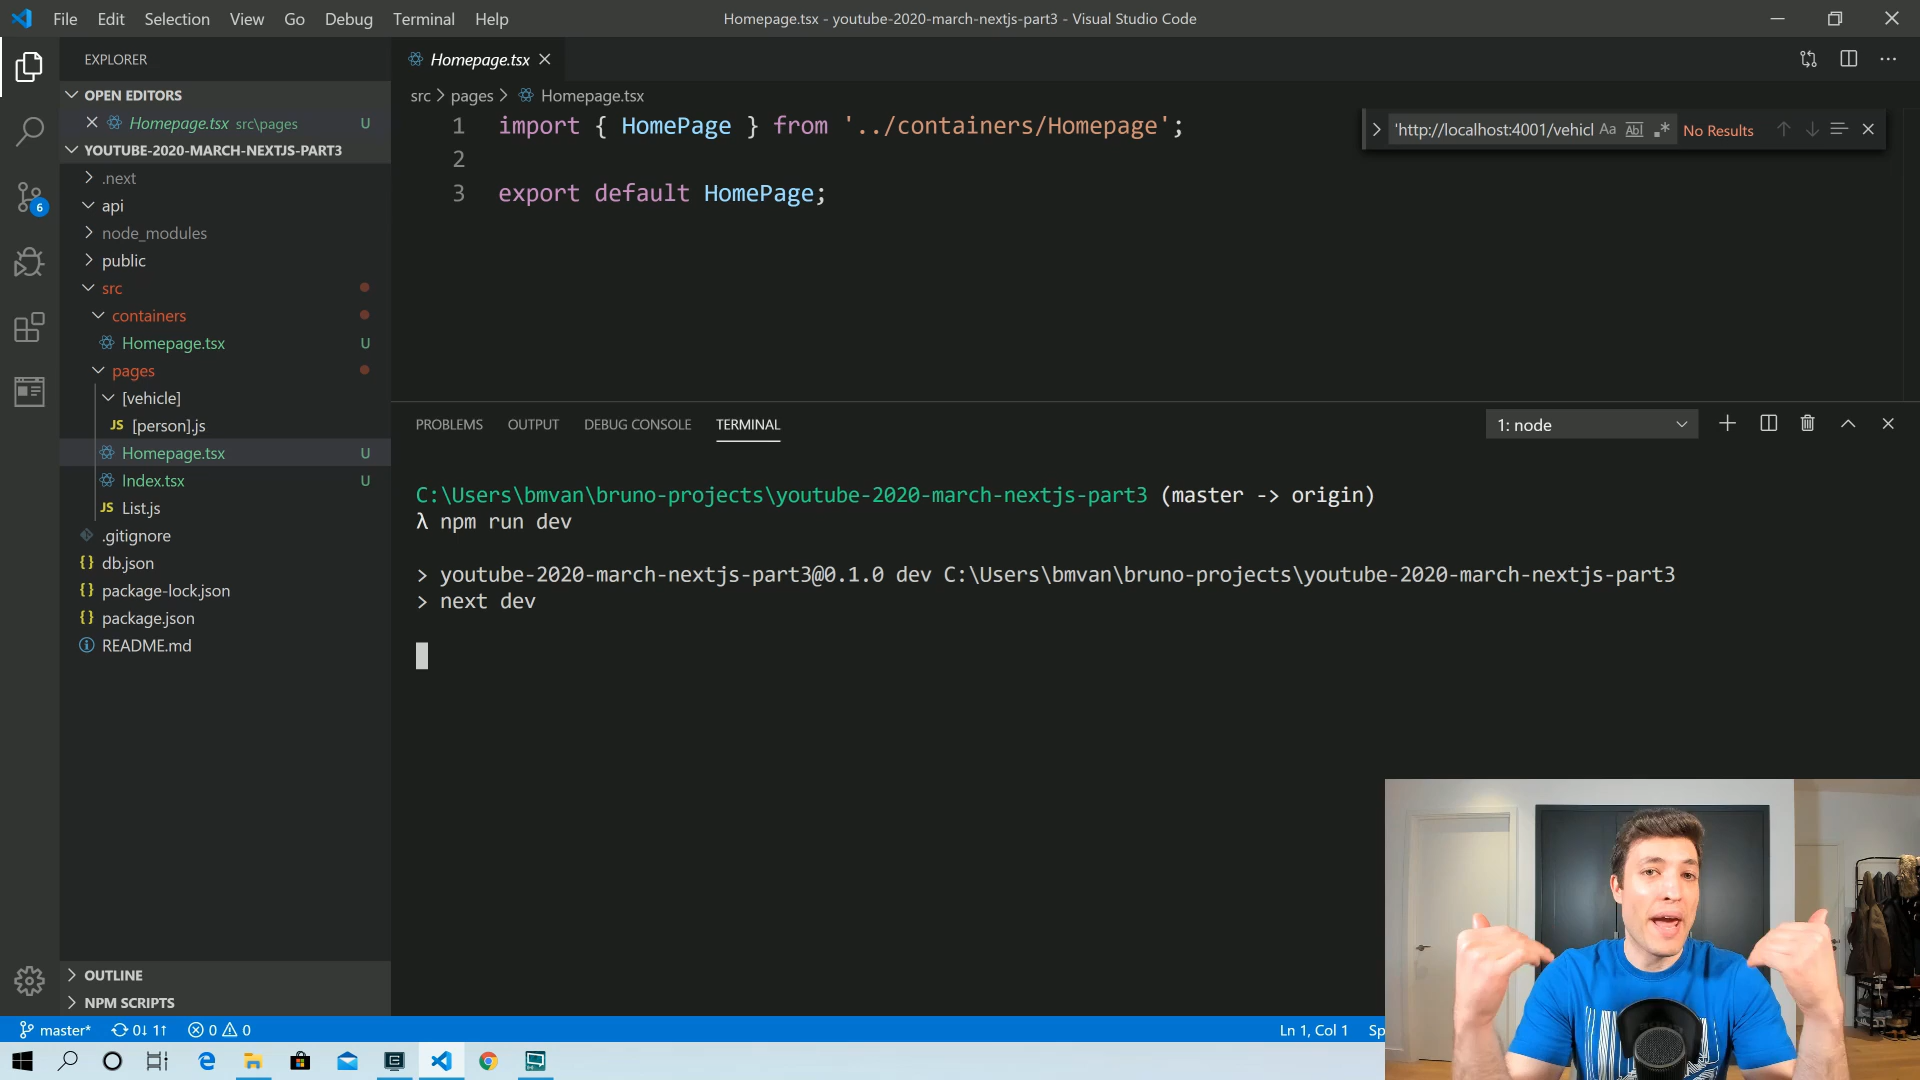 File Edit Selection View Go Debug Terminal Help
Homepage.tsx - youtube-2020-march-nextjs-part3 - Visual Studio Code
EXPLORER
OPEN EDITORS
Homepage.tsx src\pages U
YOUTUBE-2020-MARCH-NEXTJS-PART3
.next
api
node_modules
public
src
containers
Homepage.tsx U
pages
[vehicle]
JS [person].js
Homepage.tsx U
Index.tsx U
JS List.js
.gitignore
{} db.json
{} package-lock.json
{} package.json
README.md
OUTLINE
NPM SCRIPTS
6
Homepage.tsx
src > pages > Homepage.tsx
1 import { HomePage } from '../containers/Homepage';
2
3 export default HomePage;
'http://localhost:4001/vehicl Aa Abl .* No Results
PROBLEMS OUTPUT DEBUG CONSOLE TERMINAL
1: node
C:\Users\bmvan\bruno-projects\youtube-2020-march-nextjs-part3 (master -> origin)
λ npm run dev
> youtube-2020-march-nextjs-part3@0.1.0 dev C:\Users\bmvan\bruno-projects\youtube-2020-march-nextjs-part3
> next dev
master* 0↓ 1↑ 0 0
Ln 1, Col 1 Sp